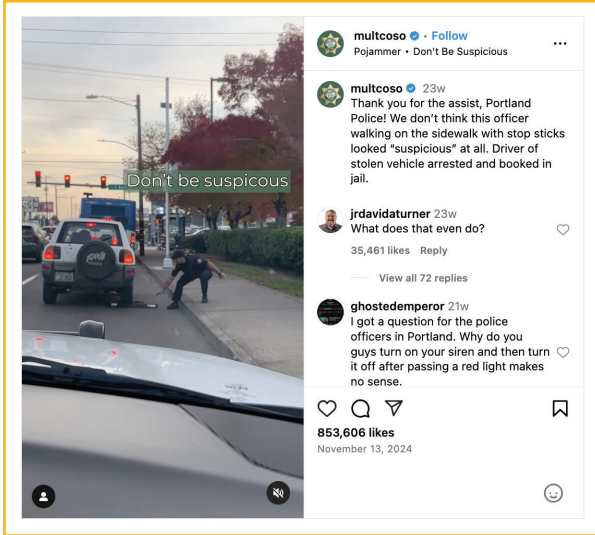 multcoso • Follow
Pojammer • Don't Be Suspicious
Don't be suspicous
multcoso 23w
Thank you for the assist, Portland
Police! We don't think this officer
walking on the sidewalk with stop sticks
looked “suspicious” at all. Driver of
stolen vehicle arrested and booked in
jail.
jrdavidaturner 23w
What does that even do?
35,461 likes Reply
View all 72 replies
ghostedemperor 21w
I got a question for the police
officers in Portland. Why do you
guys turn on your siren and then turn
it off after passing a red light makes
no sense.
853,606 likes
November 13, 2024